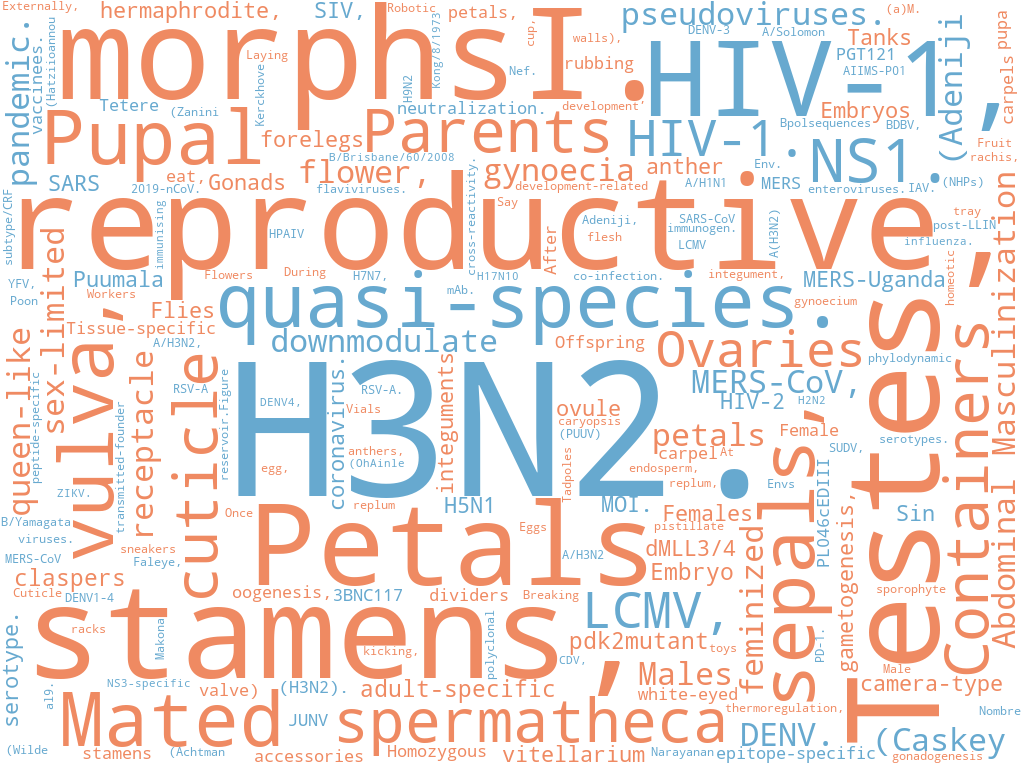 Externally,
hermaphrodite,
SIV,
Robotic
petals,
pseudoviruses.
(a)M.
pandemic.
vaccinees.
(Hatziioannou
morphsI.
Laying
Kong/8/1973
cup,
walls),
DENV-3
A/Solomon
Tanks
(Adeniji
pupa
carpels
Tetere
(Zanini
Kerckhove
H9N2
Nef.
rubbing
HIV-1,
PGT121
AIIMS-P01
neutralization.
development'
Embryos
Pupal
forelegs
Parents
HIV-1.
Bpolsequences
BDBV,
Fruit
rachis,
NS1.
SARS
eat,
2019-nCoV.
Gonads
B/Brisbane/60/2008
flower,
flaviviruses.
cross-reactivity.
gynoecia
development-related
anther
Env.
A/H1N1
MERS
enteroviruses.
IAV.
(NHPs)
subtype/CRF
reproductive,
immunising
HPAIV
Say
Adeniji,
flesh
After
SARS-CoV
immunogen.
LCMV
A(H3N2)
tray
post-LLIN
influenza.
Masculinization
YFV,
Poon
sex-limited
Puumala
Workers
Flowers
During
H7N7,
mAb.
H17N10
co-infection.
integument,
MERS-Uganda
gynoecium
homeotic
Flies
Tissue-specific
A/H3N2,
quasi-species.
downmodulate
Offspring
Ovaries
phylodynamic
queen-like
peptide-specific
vulva,
receptacle
cuticle
RSV-A
reservoir.Figure
DENV4,
H3N2.
coronavirus.
RSV-A.
Vials
anthers,
(OhAinle
integuments
ovule
caryopsis
(PUUV)
MERS-CoV,
HIV-2
H2N2
petals
carpel
At
Female
SUDV,
serotypes.
Testes
Containers,
Abdominal
ZIKV.
transmitted-founder
egg,
Tadpoles
endosperm,
replum,
Envs
sepals,
PL046cEDIII
B/Yamagata
viruses.
MERS-CoV
Once
replum
H5N1
MOI.
Females
pistillate
Sin
sneakers
Faleye,
Petals
Eggs
A/H3N2
dMLL3/4
Embryo
feminized
gametogenesis,
claspers
Cuticle
DENV1-4
oogenesis,
3BNC117
dividers
Breaking
LCMV,
sporophyte
serotype.
racks
Makona
stamens,
kicking,
polyclonal
CDV,
pdk2mutant
toys
PD-1.
Male
a19.
NS3-specific
valve)
(H3N2).
adult-specific
Males
white-eyed
thermoregulation,
camera-type
Nombre
Mated
JUNV
spermatheca
DENV.
(Caskey
(Wilde
stamens
(Achtman
accessories
Homozygous
vitellarium
Narayanan
epitope-specific
gonadogenesis